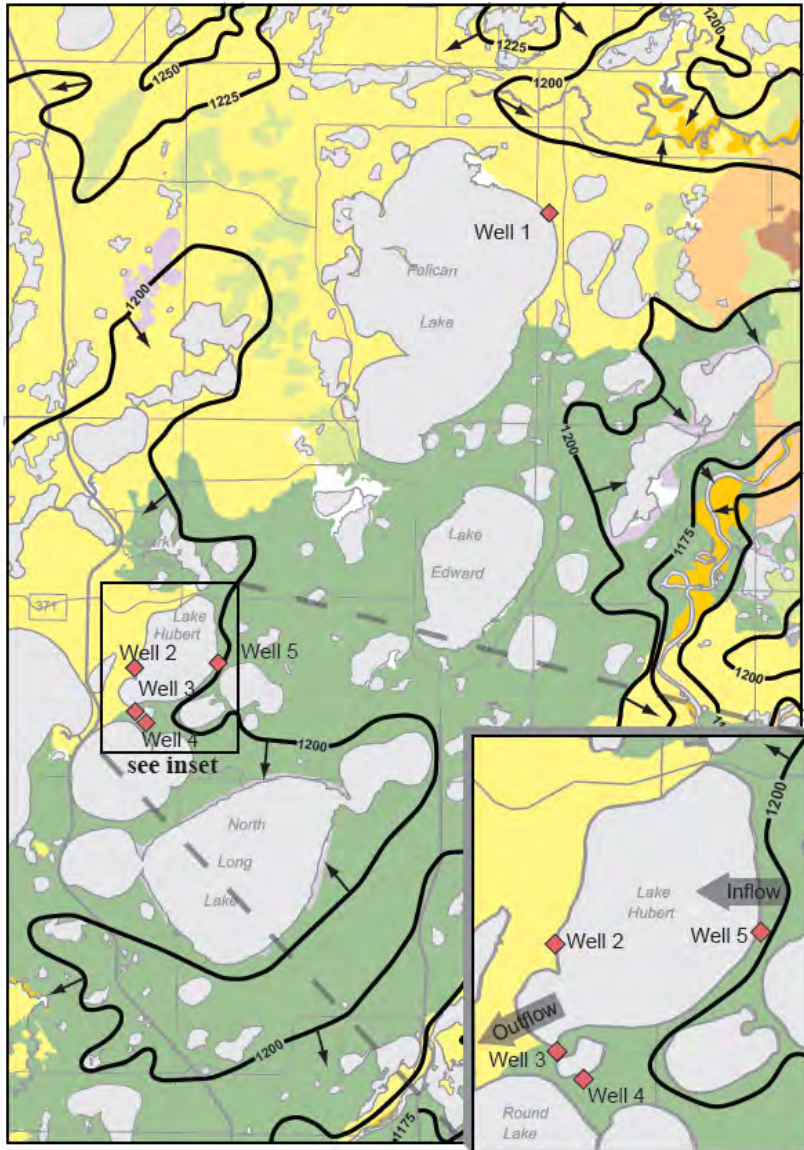 1225
1200
1250
1225
Well 1
Pelican
Lake
1200
1200
1175
Lake
Edward
371
Lake
Hubert
Well 2
Well 5
Well 3
Well 4
see inset
1200
1200
North
Long
Lake
1200
1175
1200
Inflow
Lake
Hubert
Well 5
Well 2
Outflow
Well 3
Well 4
Round
Lake